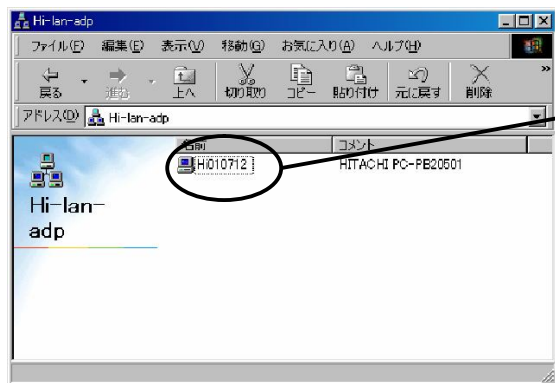 Hi-lan-adp
ファイル(F) 編集(E) 表示(V) 移動(G) お気に入り(A) ヘルプ(H)
戻る 進む 上へ 切り取り コピー 貼り付け 元に戻す 削除 »
アドレス(D) Hi-lan-adp
名前 コメント
Hi010712 HITACHI PC-PB20501
Hi-lan-
adp